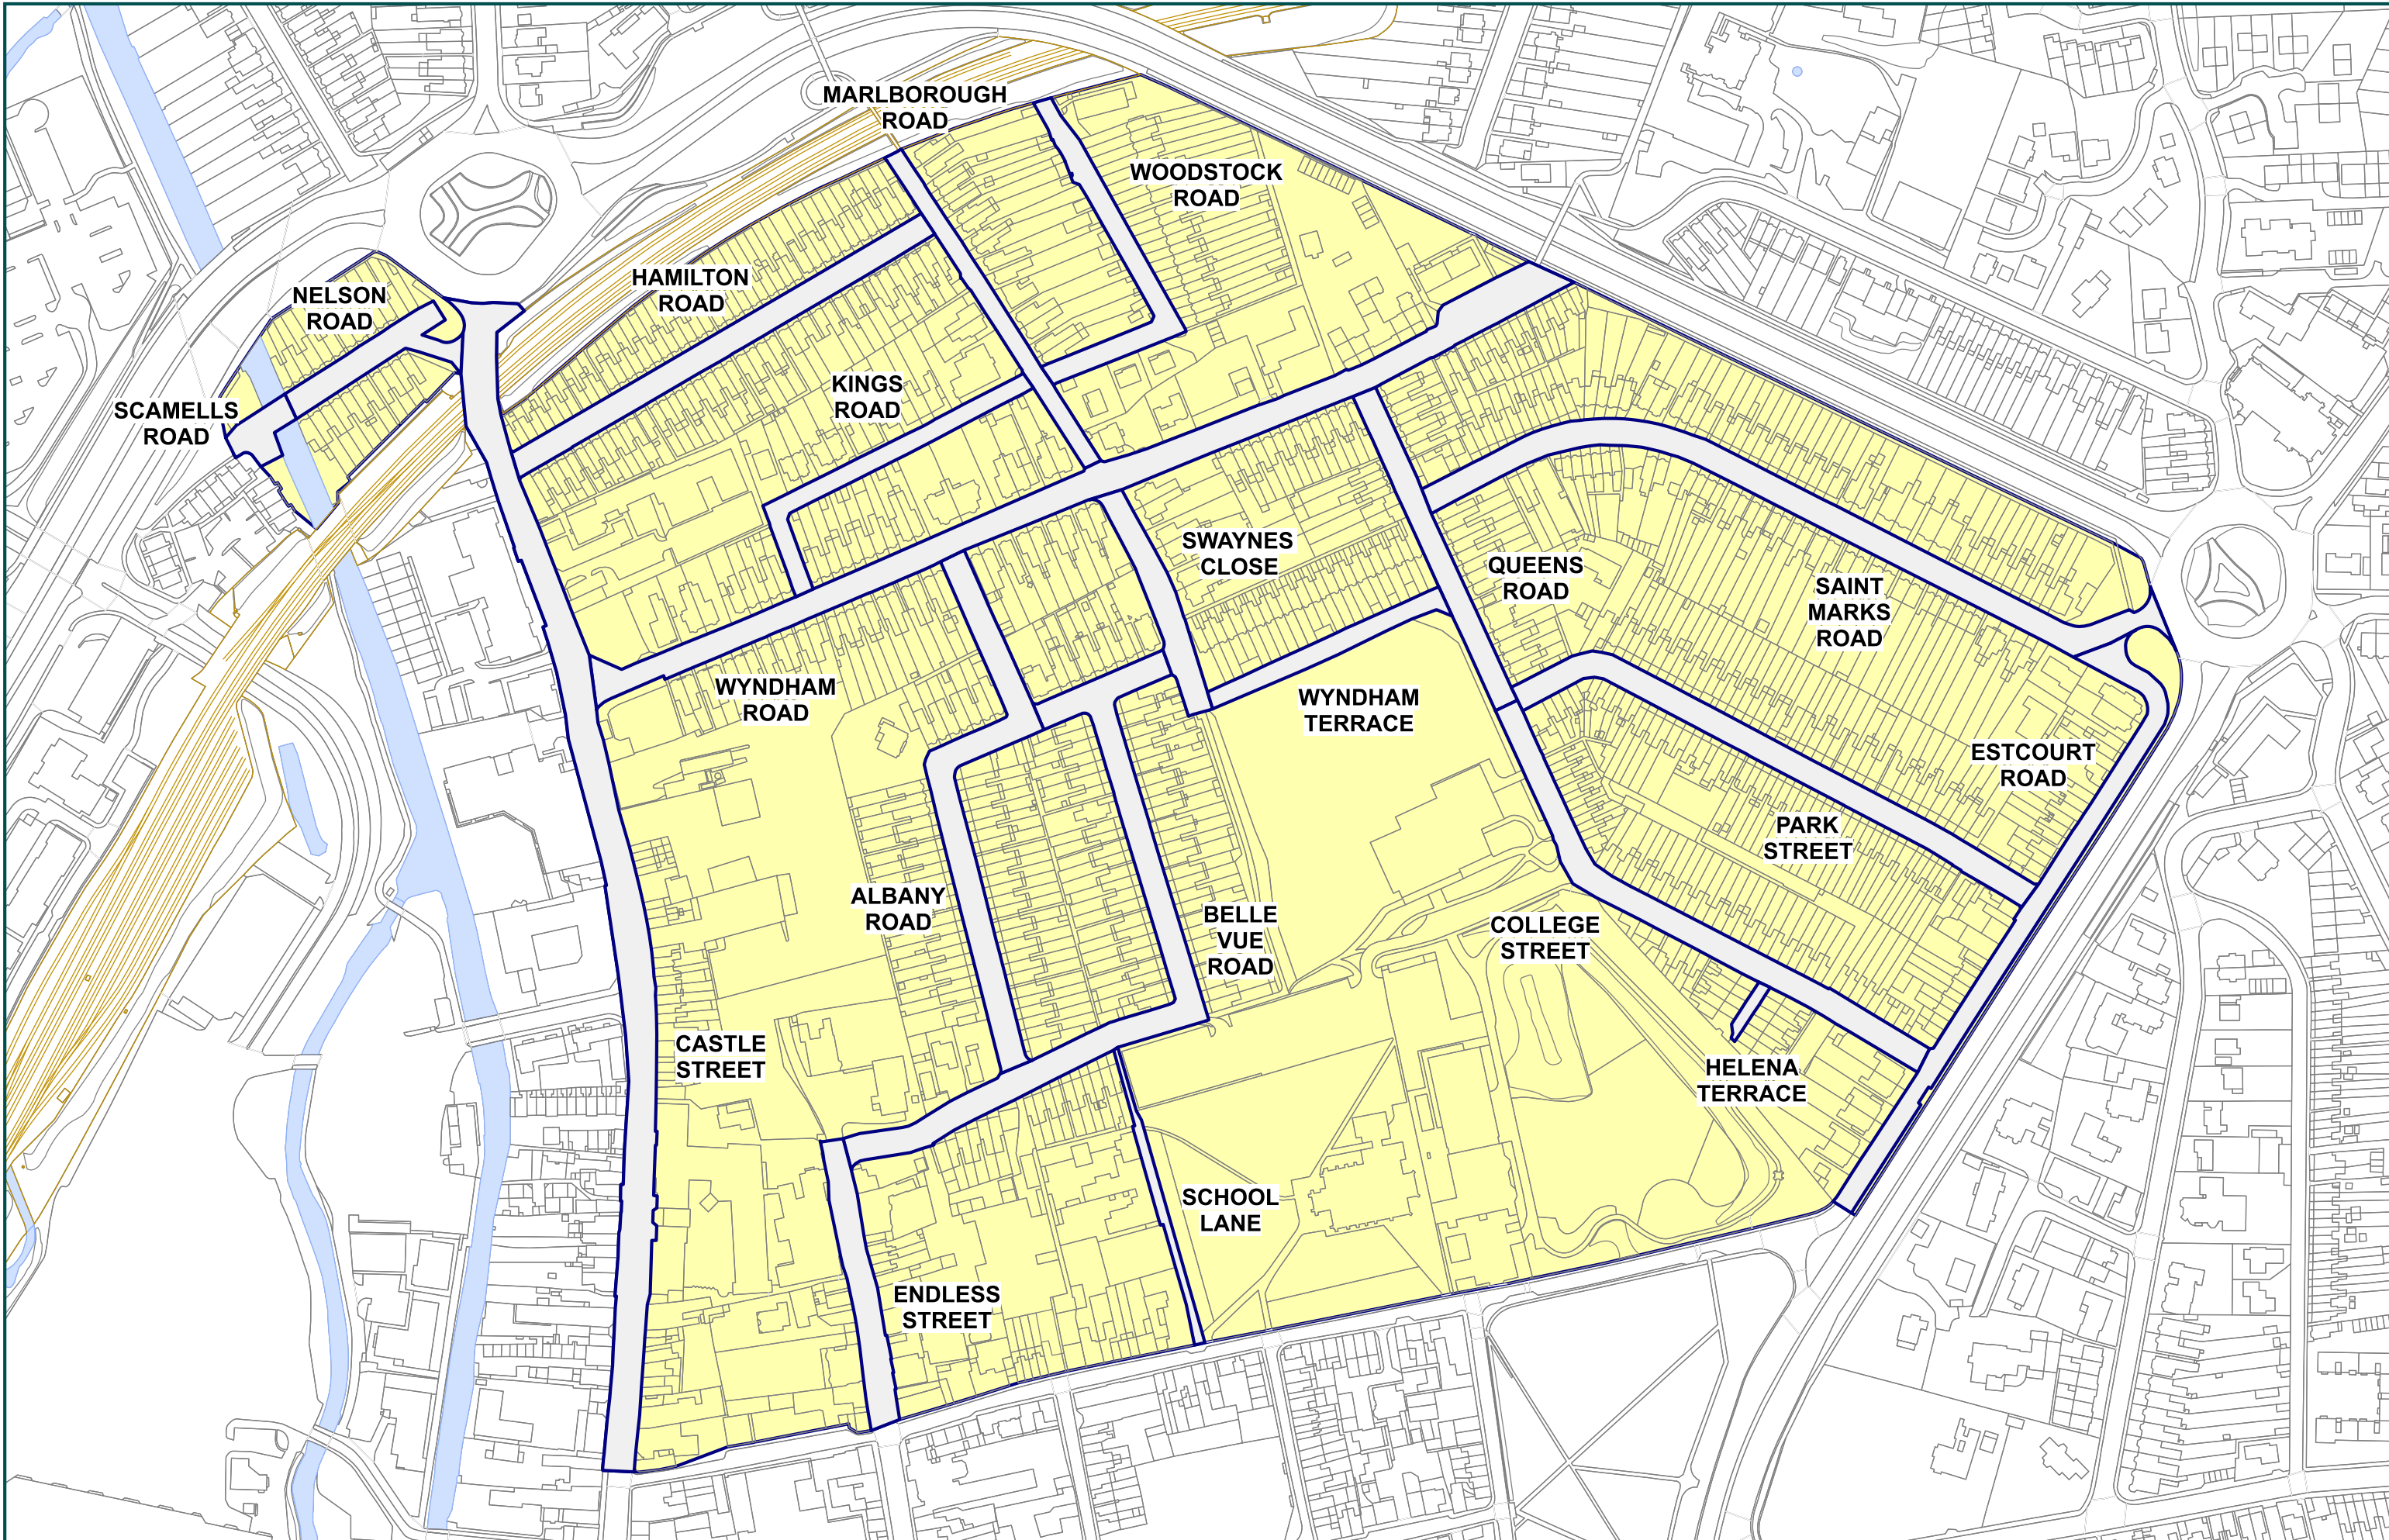 MARLBOROUGH
ROAD
WOODSTOCK
ROAD
NELSON
ROAD
HAMILTON
ROAD
KINGS
ROAD
SCAMELLS
ROAD
SWAYNES
CLOSE
QUEENS
ROAD
SAINT
MARKS
ROAD
WYNDHAM
ROAD
WYNDHAM
TERRACE
ESTCOURT
ROAD
PARK
STREET
ALBANY
ROAD
BELLE
VUE
ROAD
COLLEGE
STREET
CASTLE
STREET
HELENA
TERRACE
SCHOOL
LANE
ENDLESS
STREET